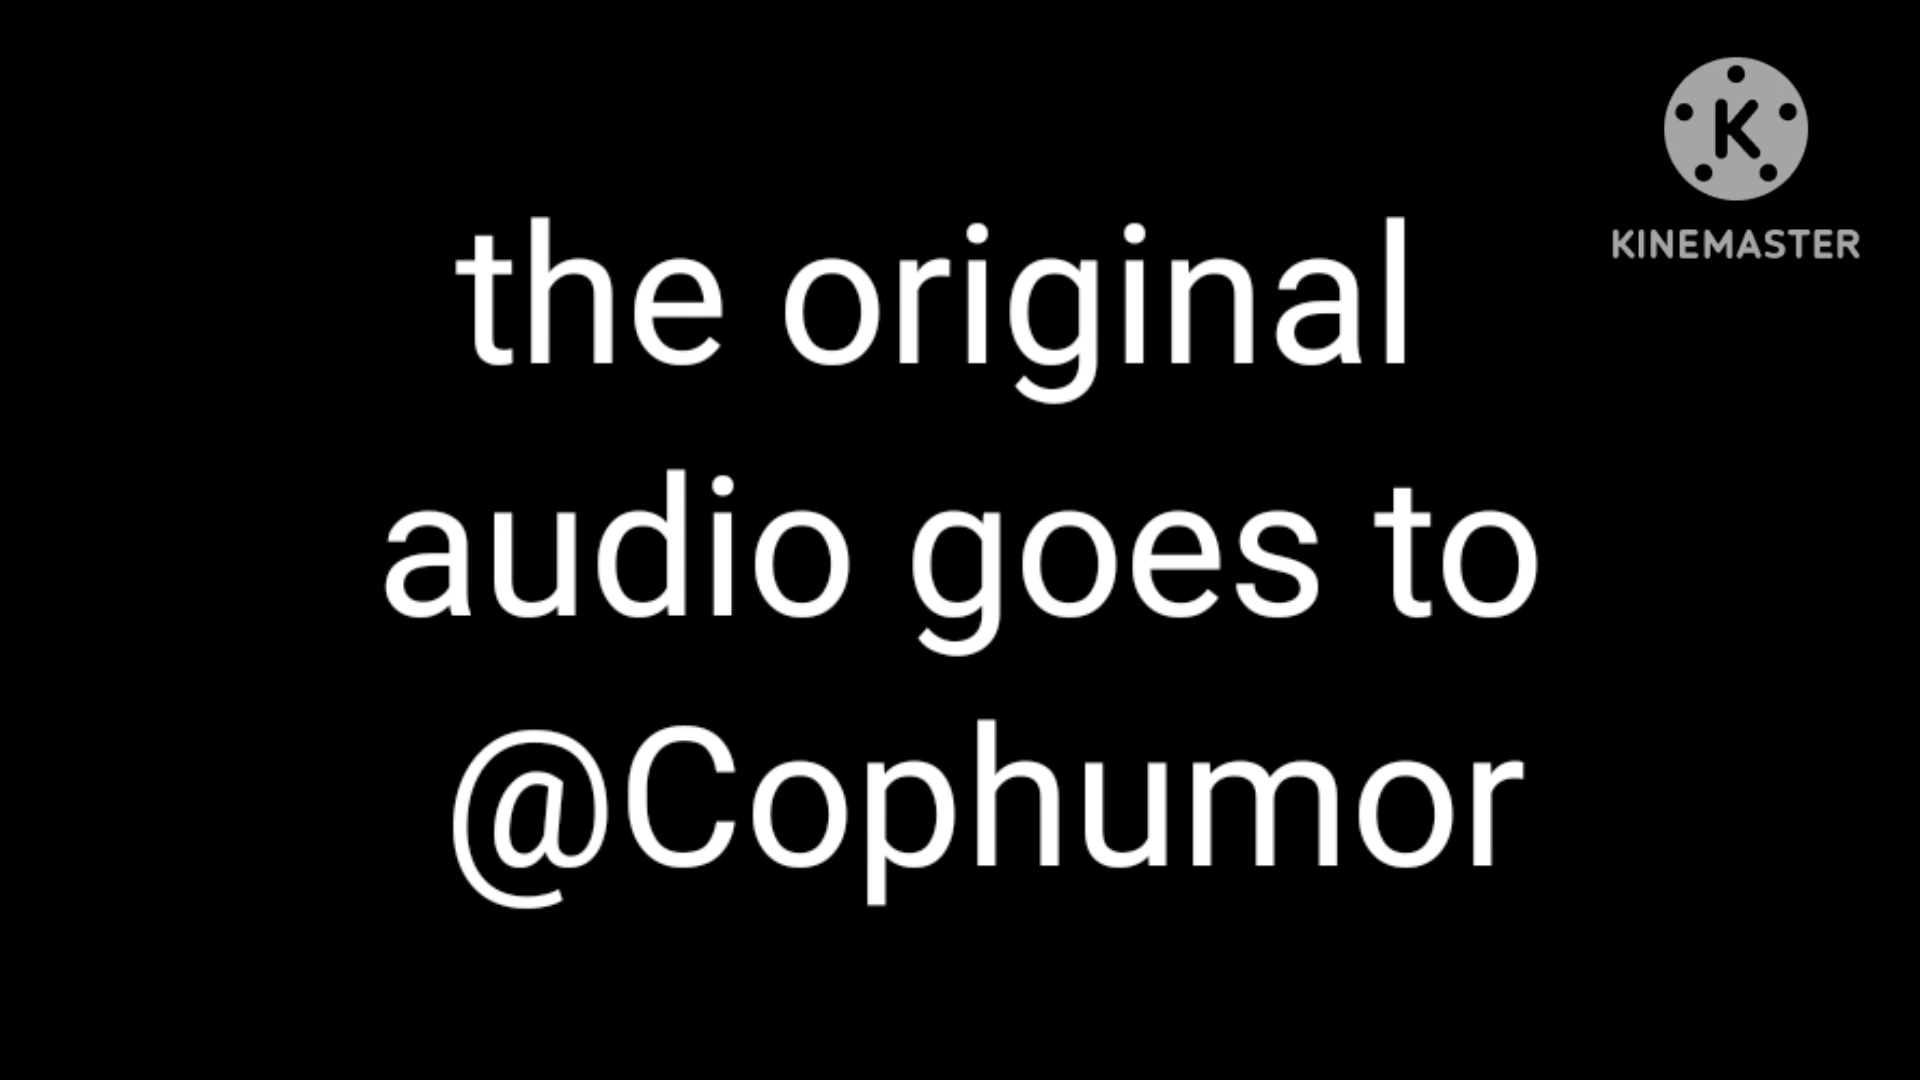 K
KINEMASTER
the original
audio goes to
@Cophumor